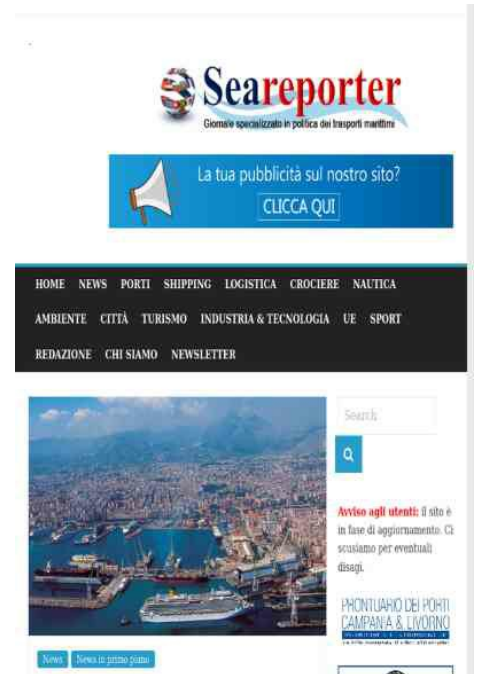 Seareporter
Giornale specializzato in politica dei trasporti marittimi
La tua pubblicità sul nostro sito?
CLICCA QUI
HOME NEWS PORTI SHIPPING LOGISTICA CROCIERE NAUTICA
AMBIENTE CITTÀ TURISMO INDUSTRIA & TECNOLOGIA UE SPORT
REDAZIONE CHI SIAMO NEWSLETTER
Search
Avviso agli utenti: il sito è
in fase di aggiornamento. Ci
scusiamo per eventuali
disagi.
PRONTUARIO DEI PORTI
CAMPANIA & LIVORNO
News News in primo piano